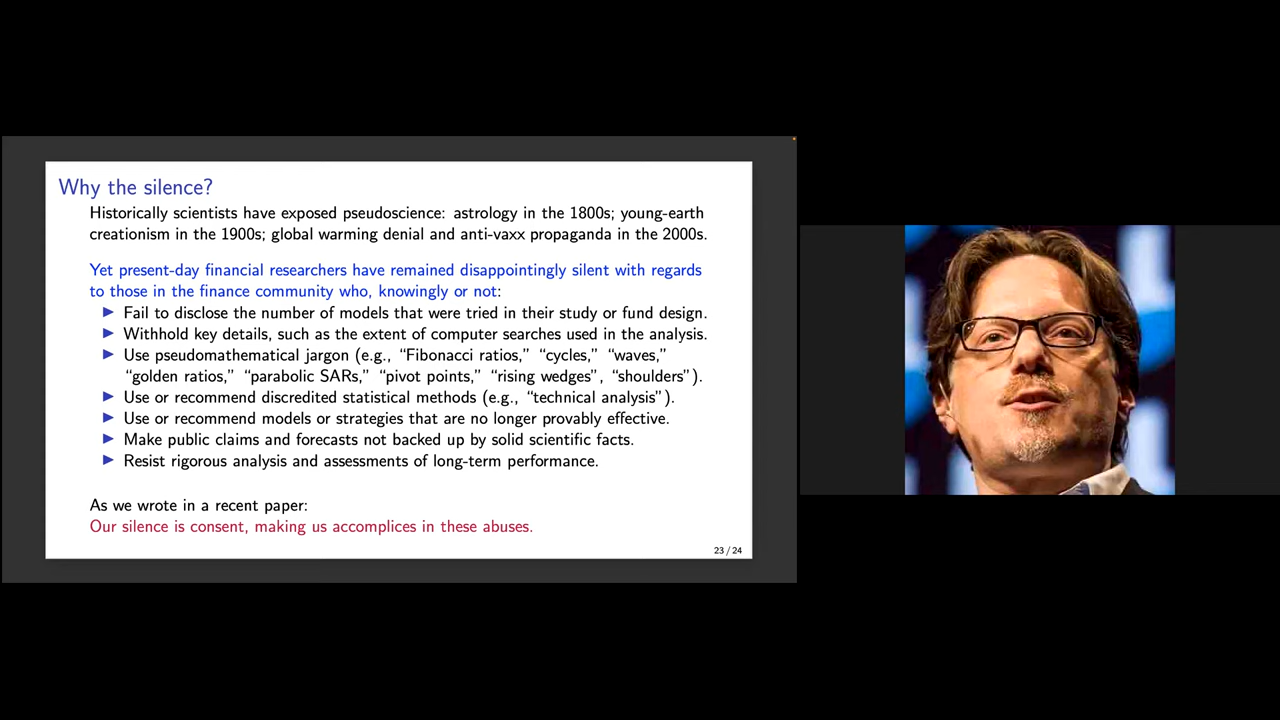 Why the silence?
Historically scientists have exposed pseudoscience: astrology in the 1800s; young-earth
creationism in the 1900s; global warming denial and anti-vaxx propaganda in the 2000s.
Yet present-day financial researchers have remained disappointingly silent with regards
to those in the finance community who, knowingly or not:
▶ Fail to disclose the number of models that were tried in their study or fund design.
▶ Withhold key details, such as the extent of computer searches used in the analysis.
▶ Use pseudomathematical jargon (e.g., “Fibonacci ratios,” “cycles,” “waves,”
“golden ratios,” “parabolic SARs,” “pivot points,” “rising wedges”, “shoulders”).
▶ Use or recommend discredited statistical methods (e.g., “technical analysis”).
▶ Use or recommend models or strategies that are no longer provably effective.
▶ Make public claims and forecasts not backed up by solid scientific facts.
▶ Resist rigorous analysis and assessments of long-term performance.
As we wrote in a recent paper:
Our silence is consent, making us accomplices in these abuses.
23 / 24